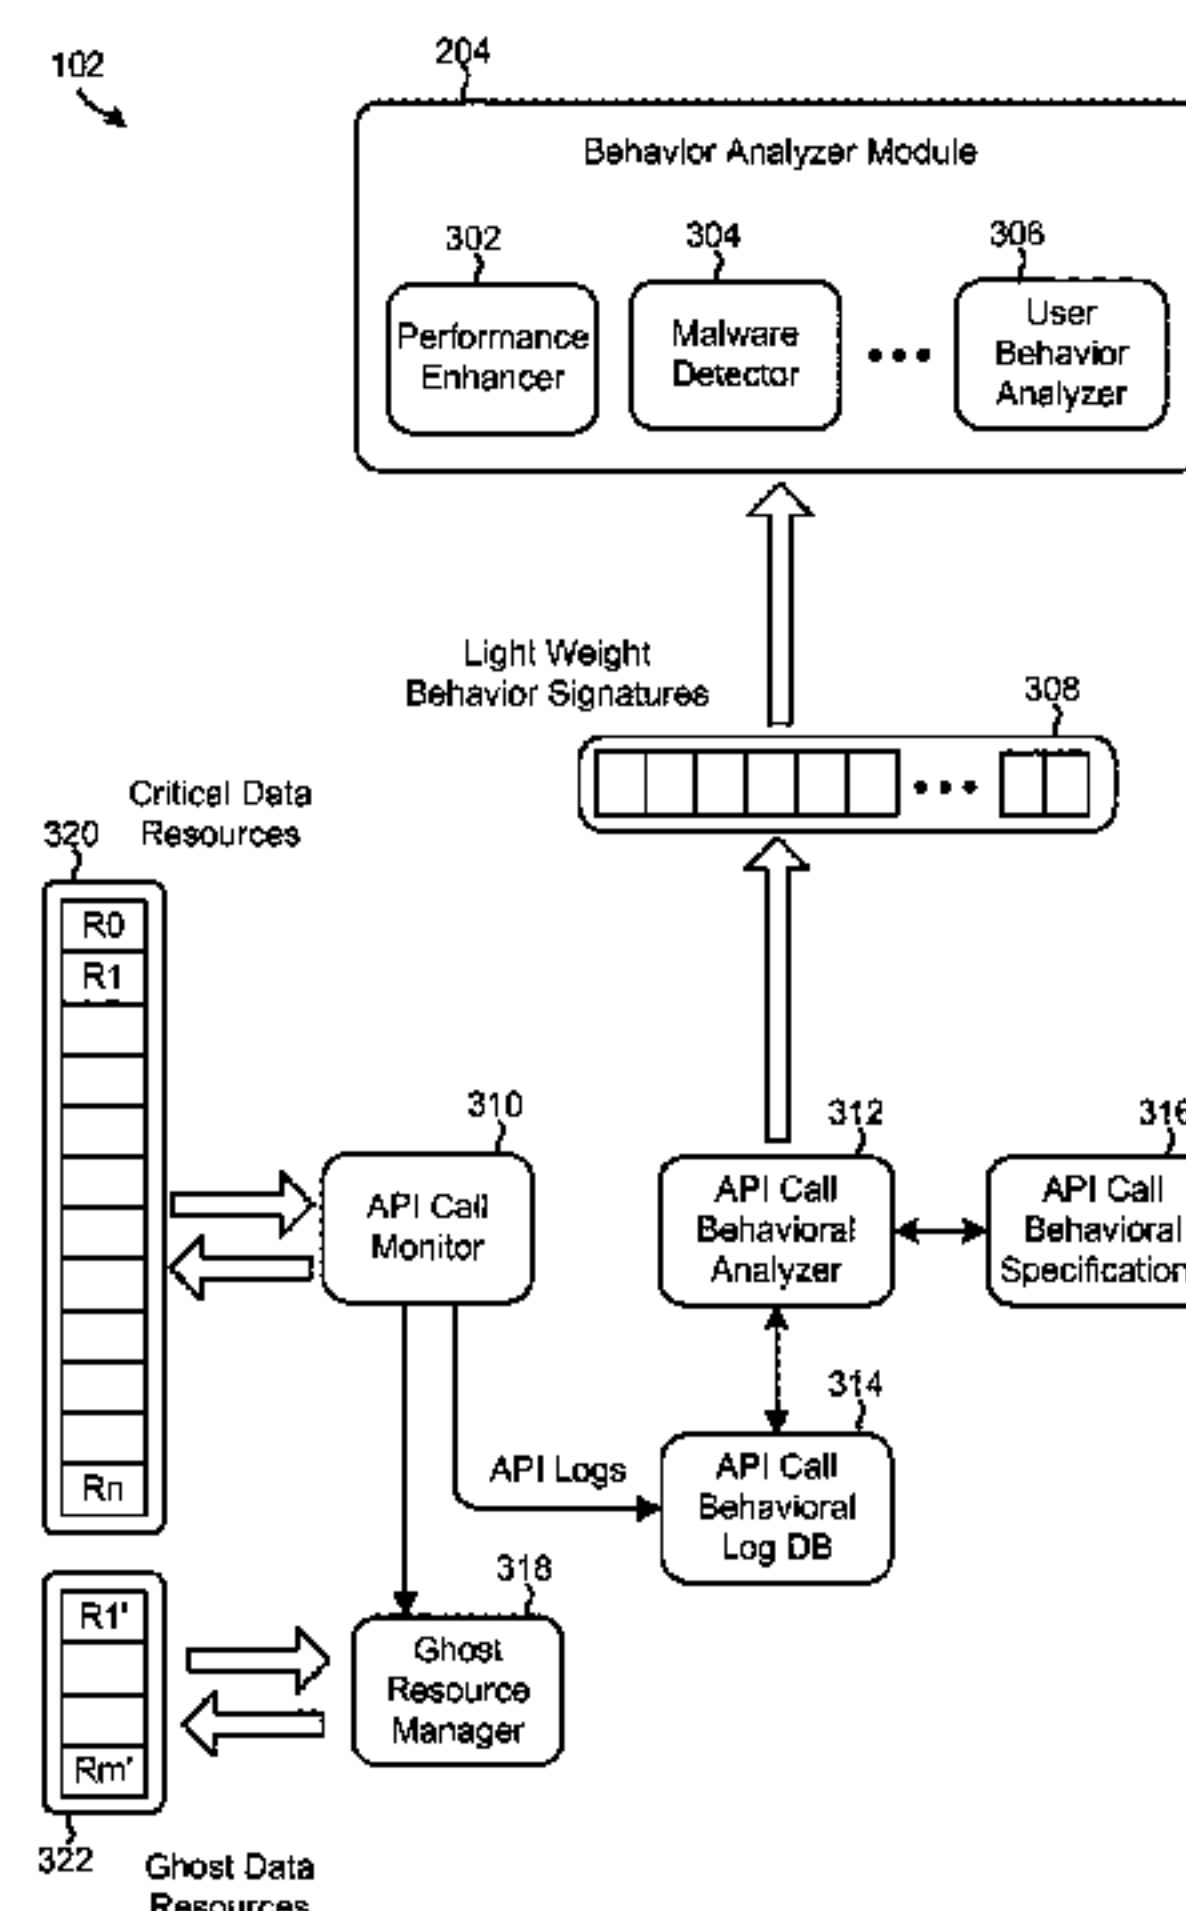 102
204
Behavior Analyzer Module
302
304
306
Performance
Enhancer
Malware
Detector
User
Behavior
Analyzer
Light Weight
Behavior Signatures
308
Critical Data
Resources
320
R0
R1
Rn
310
API Call
Monitor
312
API Call
Behavioral
Analyzer
316
API Call
Behavioral
Specification
314
API Logs
API Call
Behavioral
Log DB
318
Ghost
Resource
Manager
R1'
Rm'
322
Ghost Data
Resources